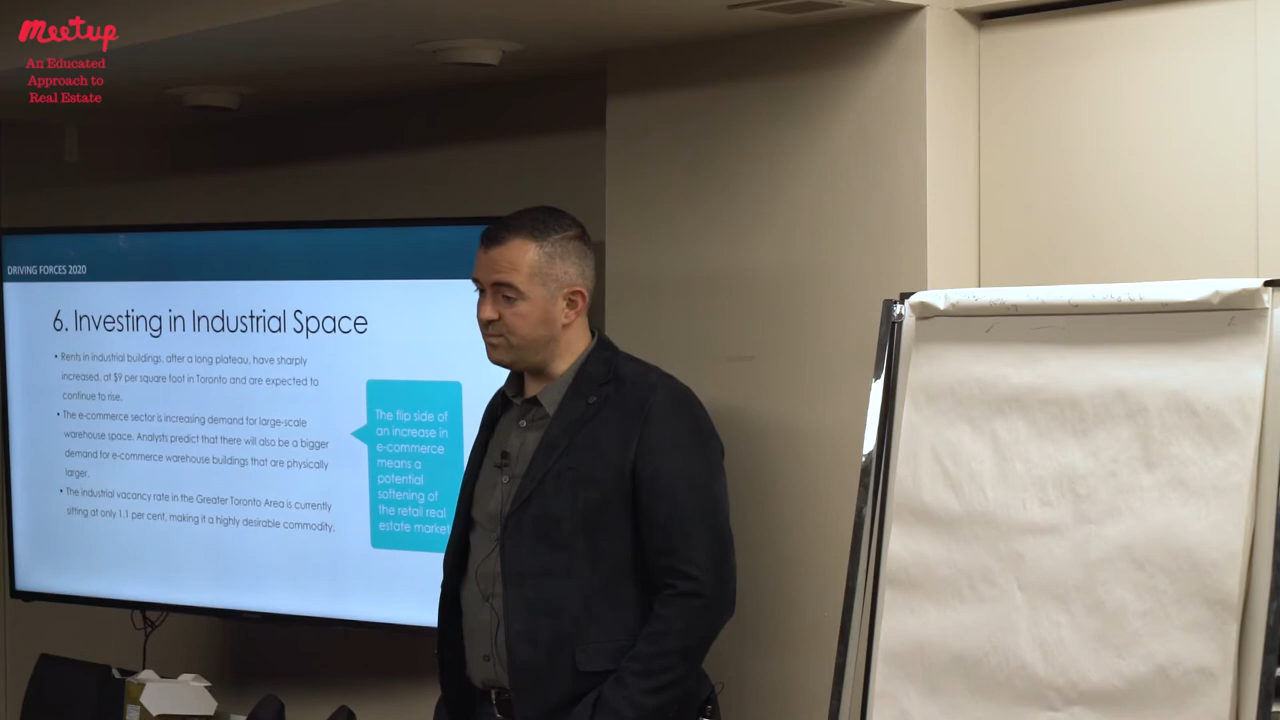 Meetup
An Educated
Approach to
Real Estate
DRIVING FORCES 2020
6. Investing in Industrial Space
• Rents in industrial buildings, after a long plateau, have sharply
increased, at $9 per square foot in Toronto and are expected to
continue to rise.
• The e-commerce sector is increasing demand for large-scale
warehouse space. Analysts predict that there will also be a bigger
demand for e-commerce warehouse buildings that are physically
larger.
• The industrial vacancy rate in the Greater Toronto Area is currently
sitting at only 1.1 per cent, making it a highly desirable commodity.
The flip side of
an increase in
e-commerce
means a
potential
softening of
the retail real
estate market